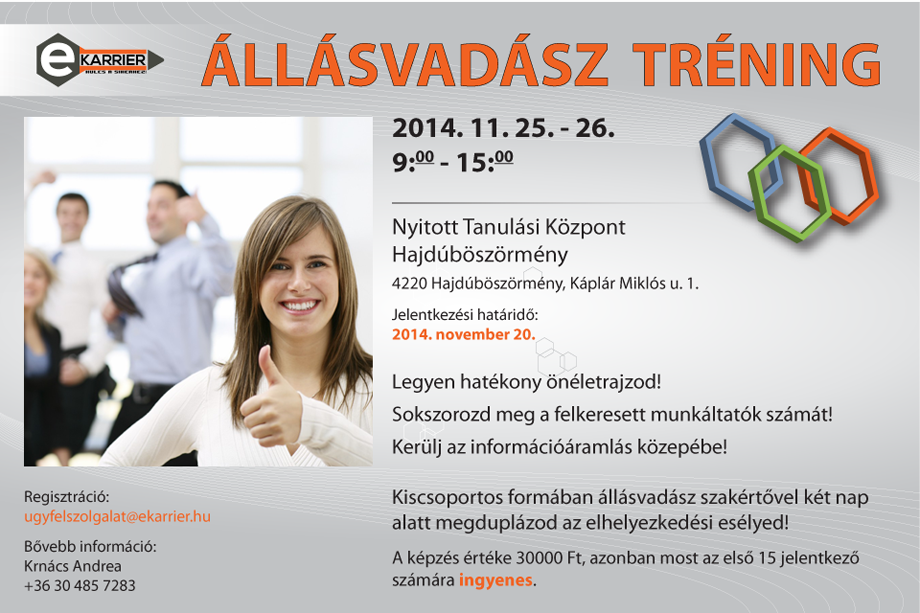 e KARRIER
KULCS A SIKERHEZ!
ÁLLÁSVADÁSZ TRÉNING
2014. 11. 25. - 26.
9:00 - 15:00
Nyitott Tanulási Központ
Hajdúböszörmény
4220 Hajdúböszörmény, Káplár Miklós u. 1.
Jelentkezési határidő:
2014. november 20.
Legyen hatékony önéletrajzod!
Sokszorozd meg a felkeresett munkáltatók számát!
Kerülj az információáramlás közepébe!
Kiscsoportos formában állásvadász szakértővel két nap
alatt megduplázod az elhelyezkedési esélyed!
A képzés értéke 30000 Ft, azonban most az első 15 jelentkező
számára ingyenes.
Regisztráció:
ugyfelszolgalat@ekarrier.hu
Bővebb információ:
Krnács Andrea
+36 30 485 7283